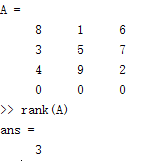 A =
8 1 6
3 5 7
4 9 2
0 0 0
>> rank(A)
ans =
3